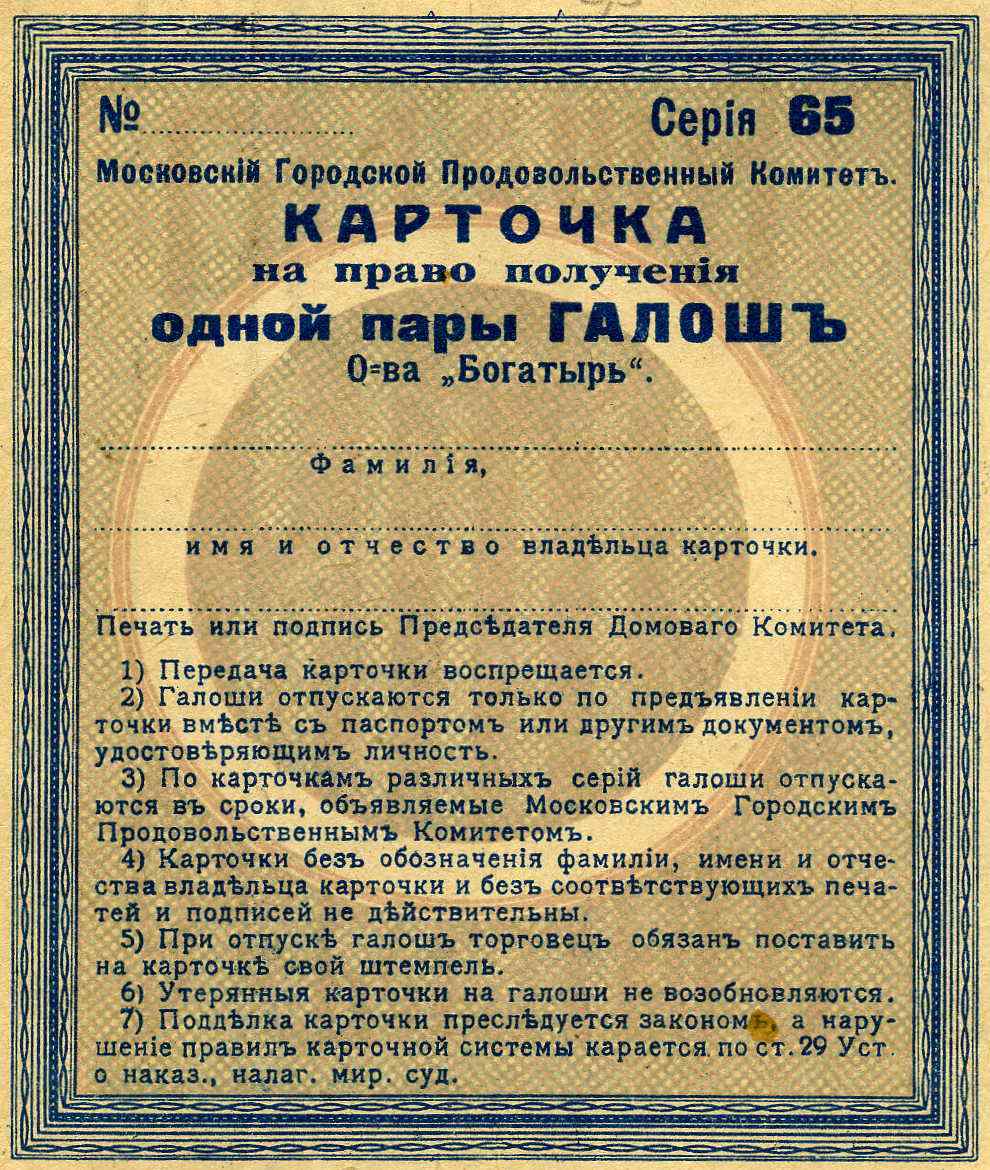 № .......................... Серія 65
Московскій Городской Продовольственный Комитетъ.
КАРТОЧКА
на право полученія
одной пары ГАЛОШЪ
О=ва „Богатырь“.
Фамилія,
имя и отчество владѣльца карточки.
Печать или подпись Предсѣдателя Домоваго Комитета.
1) Передача карточки воспрещается.
2) Галоши отпускаются только по предъявленіи кар-
точки вмѣстѣ съ паспортомъ или другимъ документомъ,
удостовѣряющимъ личность.
3) По карточкамъ различныхъ серій галоши отпуска-
ются въ сроки, объявляемые Московскимъ Городскимъ
Продовольственнымъ Комитетомъ.
4) Карточки безъ обозначенія фамиліи, имени и отче-
ства владѣльца карточки и безъ соотвѣтствующихъ печа-
тей и подписей не дѣйствительны.
5) При отпускѣ галошъ торговецъ обязанъ поставить
на карточкѣ свой штемпель.
6) Утерянныя карточки на галоши не возобновляются.
7) Поддѣлка карточки преслѣдуется закономъ, а нару-
шеніе правилъ карточной системы карается по ст. 29 Уст.
о наказ., налаг. мир. суд.